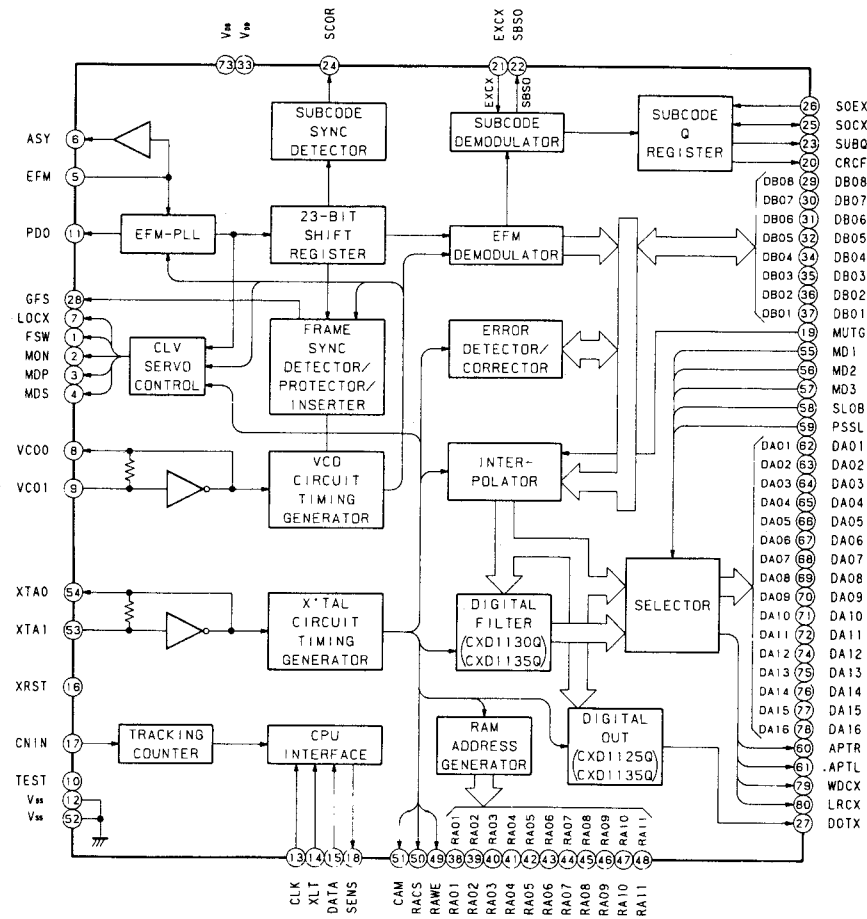 VDD
VDD
73
33
SCOR
24
EXCX
SBSO
21
22
EXCX
SBSO
ASY
6
EFM
5
PDO
11
GFS
28
LOCX
7
FSW
1
MON
2
MDP
3
MDS
4
VCOO
8
VCO1
9
XTAO
54
XTA1
53
XRST
16
CNIN
17
TEST
10
Vss
12
Vss
52
SUBCODE
SYNC
DETECTOR
SUBCODE
DEMODULATOR
SUBCODE
Q
REGISTER
EFM-PLL
23-BIT
SHIFT
REGISTER
EFM
DEMODULATOR
CLV
SERVO
CONTROL
FRAME
SYNC
DETECTOR/
PROTECTOR/
INSERTER
ERROR
DETECTOR/
CORRECTOR
VCO
CIRCUIT
TIMING
GENERATOR
INTER-
POLATOR
X'TAL
CIRCUIT
TIMING
GENERATOR
DIGITAL
FILTER
(CXD1130Q
CXD1135Q)
SELECTOR
TRACKING
COUNTER
CPU
INTERFACE
RAM
ADDRESS
GENERATOR
DIGITAL
OUT
(CXD1125Q
CXD1135Q)
26 SOEX
25 SOCX
23 SUBQ
20 CRCF
DB08 29 DB08
DB07 30 DB07
DB06 31 DB06
DB05 32 DB05
DB04 34 DB04
DB03 35 DB03
DB02 36 DB02
DB01 37 DB01
19 MUTG
55 MD1
56 MD2
57 MD3
58 SLOB
59 PSSL
DA01 62 DA01
DA02 63 DA02
DA03 64 DA03
DA04 65 DA04
DA05 66 DA05
DA06 67 DA06
DA07 68 DA07
DA08 69 DA08
DA09 70 DA09
DA10 71 DA10
DA11 72 DA11
DA12 74 DA12
DA13 75 DA13
DA14 76 DA14
DA15 77 DA15
DA16 78 DA16
60 APTR
61 .APTL
79 WDCX
80 LRCX
27 DOTX
RA01 RA02 RA03 RA04 RA05 RA06 RA07 RA08 RA09 RA10 RA11
13 14 15 18 51 50 49 38 39 40 41 42 43 44 45 46 47 48
CLK XLT DATA SENS CAM RACS RAWE RA01 RA02 RA03 RA04 RA05 RA06 RA07 RA08 RA09 RA10 RA11